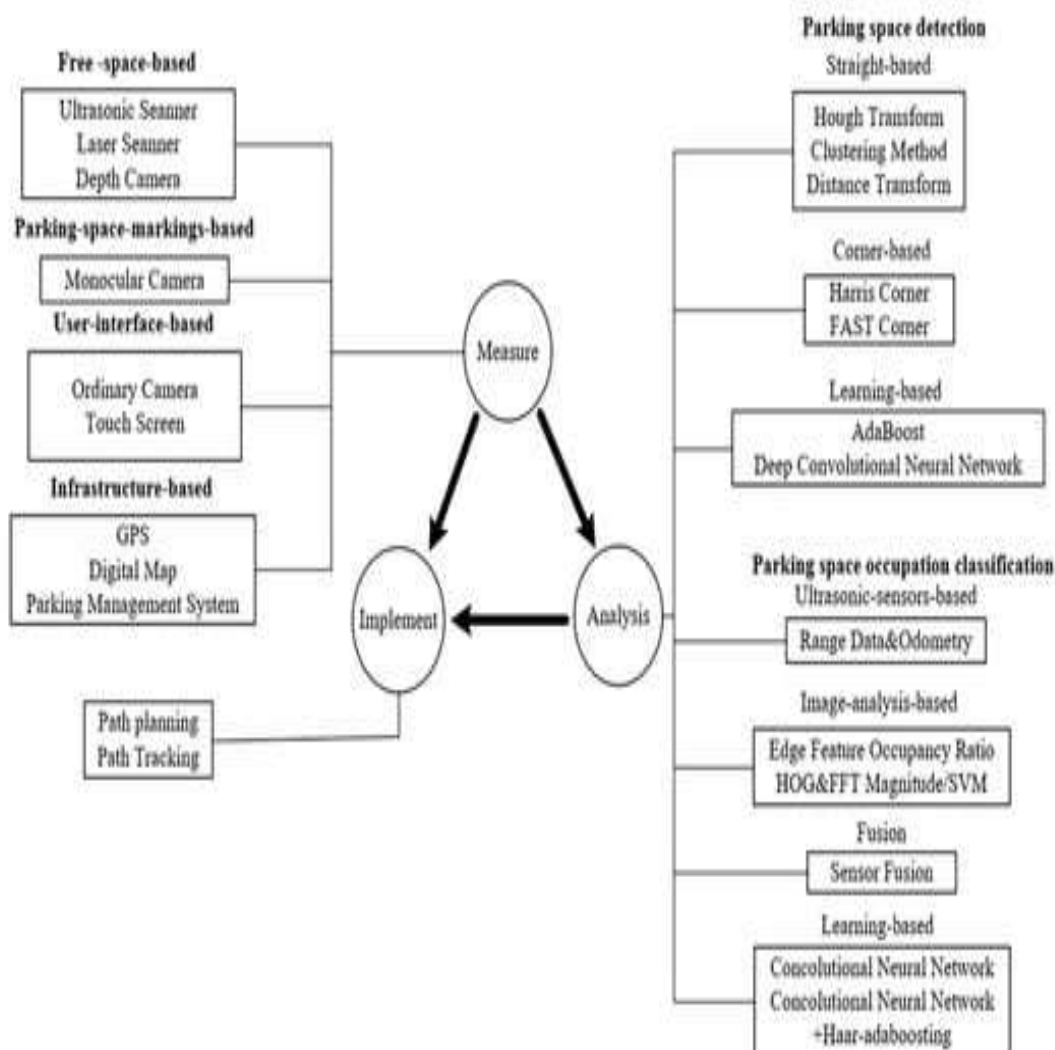 Free -space-based
Ultrasonic Seanner
Laser Seanner
Depth Camera
Parking-space-markings-based
Monocular Camera
User-interface-based
Ordinary Camera
Touch Screen
Infrastructure-based
GPS
Digital Map
Parking Management System
Path planning
Path Tracking
Measure
Implement
Analysis
Parking space detection
Straight-based
Hough Transform
Clustering Method
Distance Transform
Corner-based
Harris Corner
FAST Corner
Learning-based
AdaBoost
Deep Convolutional Neural Network
Parking space occupation classification
Ultrasonic-sensors-based
Range Data&Odometry
Image-analysis-based
Edge Feature Occupancy Ratio
HOG&FFT Magnitude/SVM
Fusion
Sensor Fusion
Learning-based
Concolutional Neural Network
Concolutional Neural Network
+Haar-adaboosting